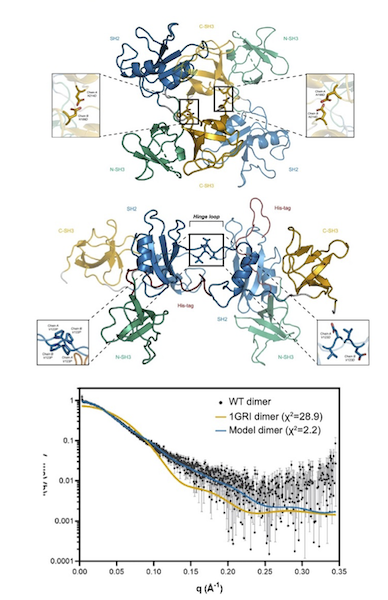 C-SH3
SH2
N-SH3
N-SH3
SH2
C-SH3
Hinge loop
SH2
His-tag
C-SH3
C-SH3
His-tag
SH2
N-SH3
N-SH3
WT dimer
1GRI dimer (χ²=28.9)
Model dimer (χ²=2.2)
1
0.1
0.01
0.001
0.0001
0.00 0.05 0.10 0.15 0.20 0.25 0.30 0.35
q (Å⁻¹)